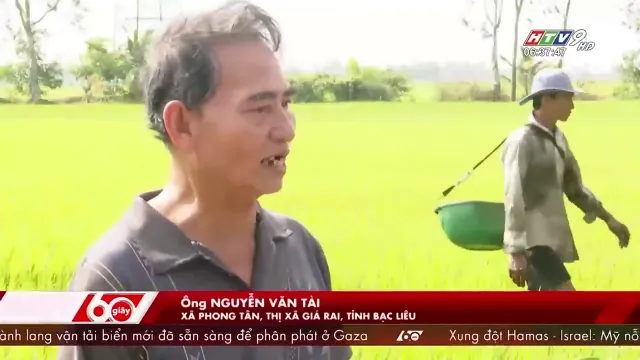 HTV9 HD
06:37:47
60 giây
Ông NGUYỄN VĂN TÀI
XÃ PHONG TÂN, THỊ XÃ GIÁ RAI, TỈNH BẠC LIÊU
ành lang vận tải biển mới đã sẵn sàng để phân phát ở Gaza Xung đột Hamas - Israel: Mỹ nỗ